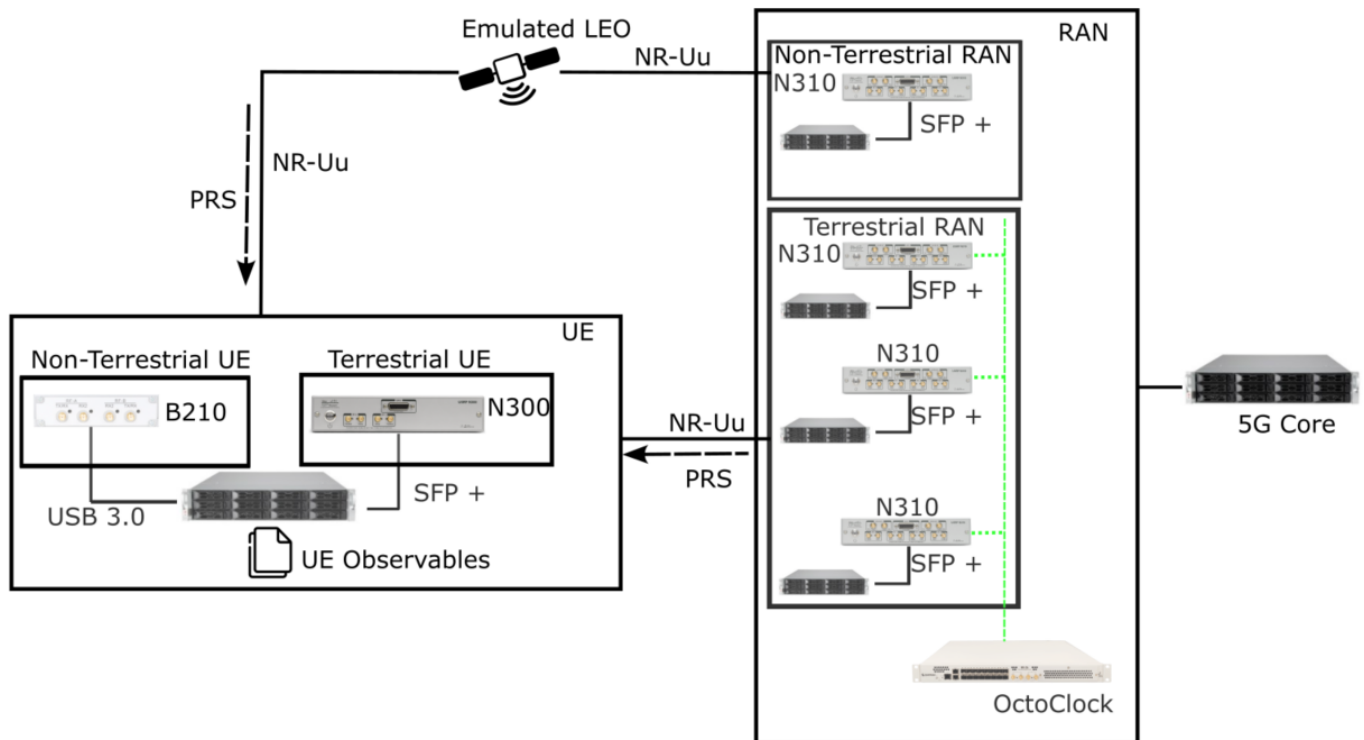 Emulated LEO
RAN
NR-Uu
Non-Terrestrial RAN
N310
SFP +
NR-Uu
PRS
Terrestrial RAN
N310
SFP +
UE
Non-Terrestrial UE
Terrestrial UE
B210
N300
N310
SFP +
NR-Uu
PRS
5G Core
USB 3.0
SFP +
UE Observables
N310
SFP +
OctoClock